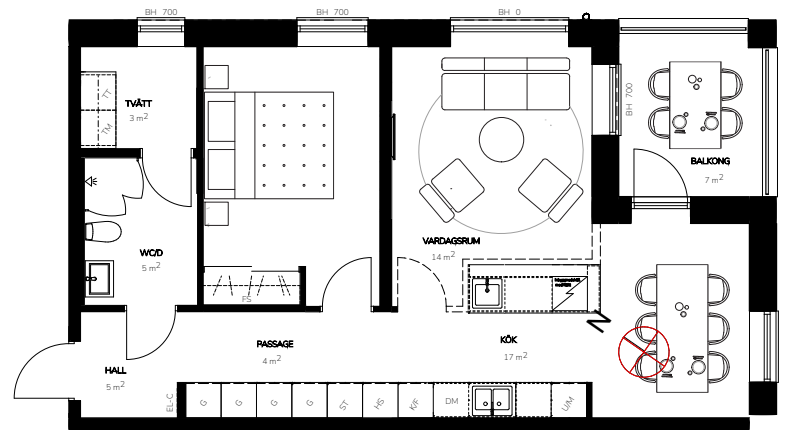 BH 700
BH 700
BH 0
BH 700
TT
TM
TVÄTT
3 m2
BALKONG
7 m2
VARDAGSRUM
14 m2
WC/D
5 m2
FS
PASSAGE
4 m2
KÖK
17 m2
HALL
5 m2
EL-C
G
G
G
G
ST
HS
K/F
DM
U/M